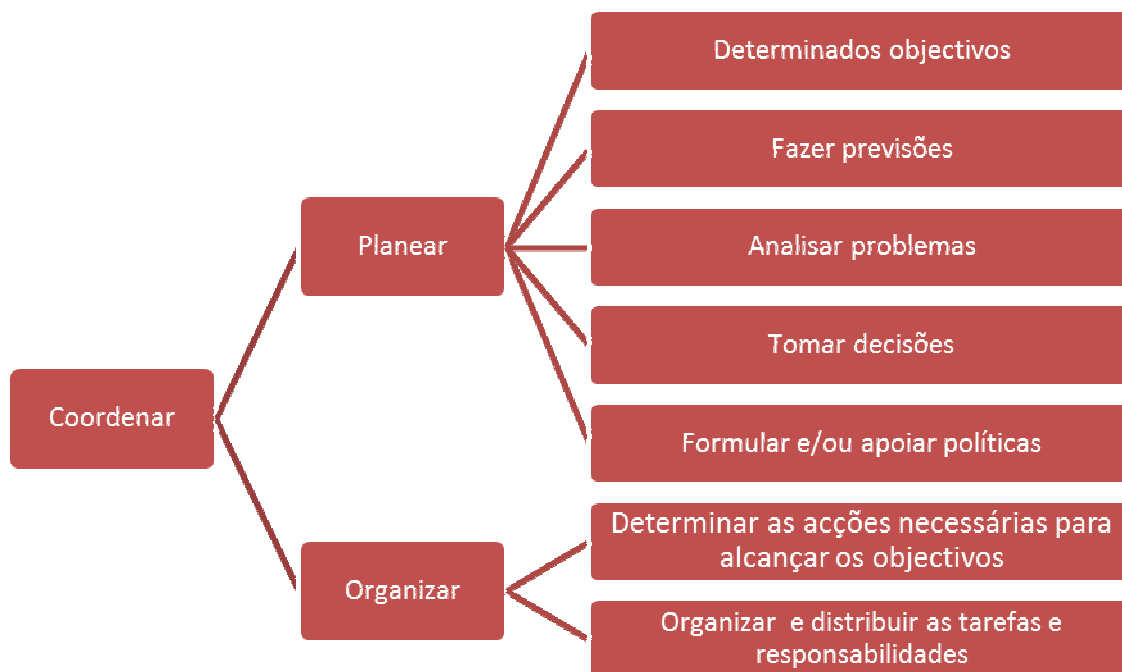 Coordenar
Planear
Determinados objectivos
Fazer previsões
Analisar problemas
Tomar decisões
Formular e/ou apoiar políticas
Organizar
Determinar as acções necessárias para
alcançar os objectivos
Organizar e distribuir as tarefas e
responsabilidades